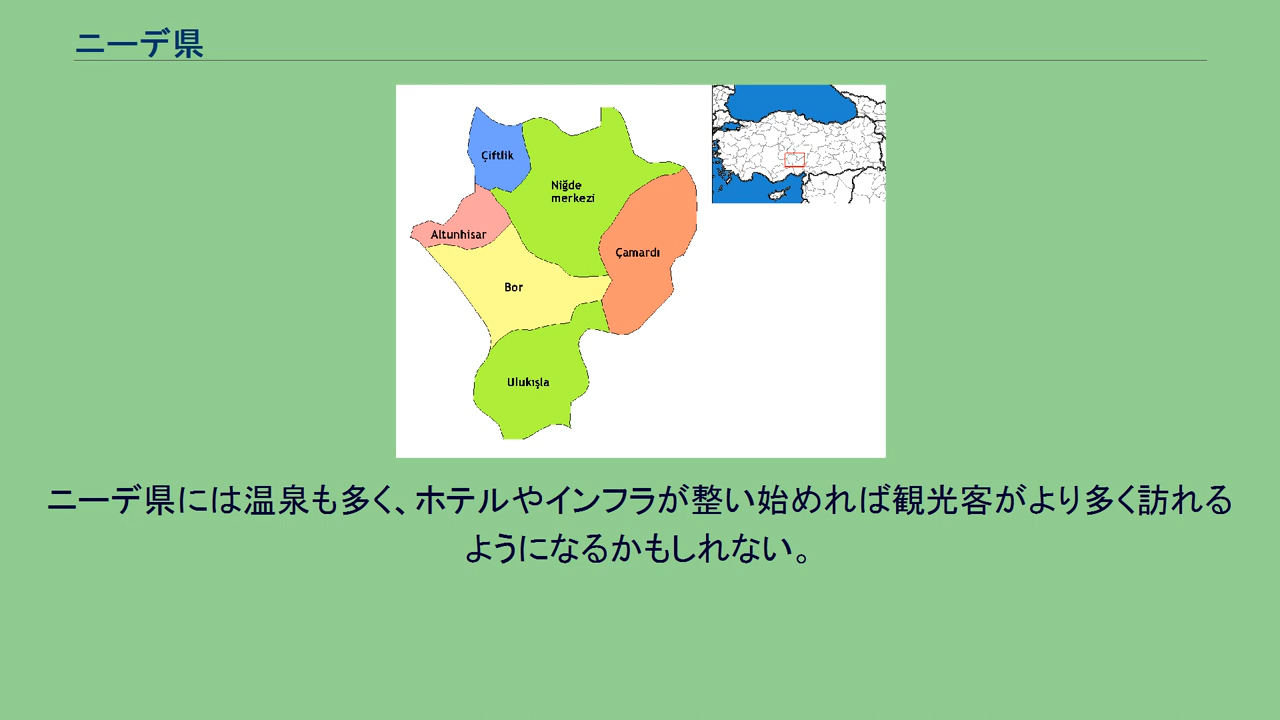 ニーデ県
Çiftlik
Niğde
merkezi
Altunhisar
Çamardı
Bor
Ulukışla
ニーデ県には温泉も多く、ホテルやインフラが整い始めれば観光客がより多く訪れる
ようになるかもしれない。